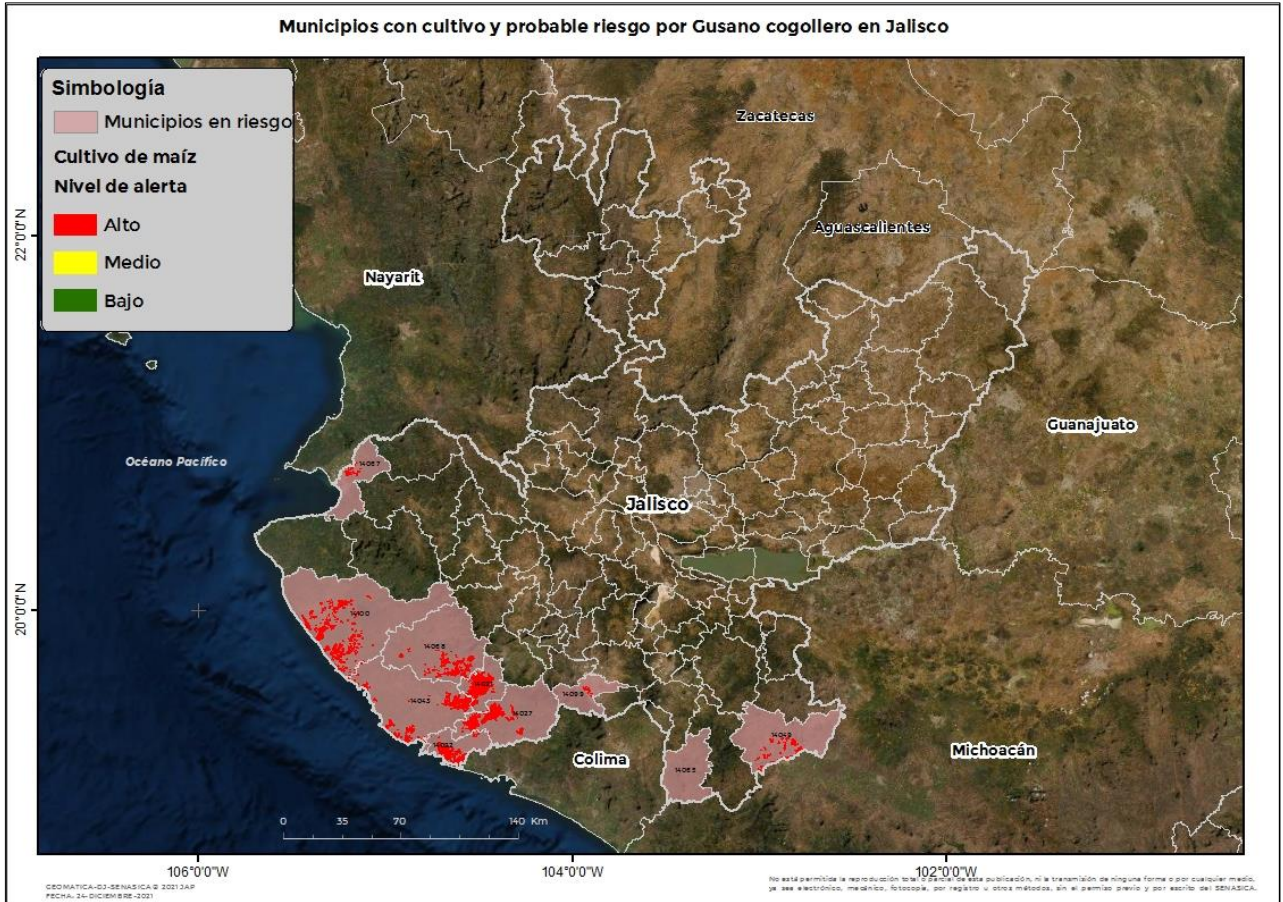 Municipios con cultivo y probable riesgo por Gusano cogollero en Jalisco
Simbología
Municipios en riesgo
Cultivo de maíz
Nivel de alerta
Alto
Medio
Bajo
Zacatecas
Aguascalientes
Nayarit
Guanajuato
Océano Pacífico
14067
Jalisco
14100
14068
14043
14027
14099
14022
14049
14065
Colima
Michoacán
0 35 70 140 Km
22°0'0"N
20°0'0"N
106°0'0"W
104°0'0"W
102°0'0"W
GEOMATICA-DJ-SENASICA © 2021 JAP
FECHA: 24-DICIEMBRE-2021
No está permitida la reproducción total o parcial de esta publicación, ni la transmisión de ninguna forma o por cualquier medio,
ya sea electrónico, mecánico, fotocopia, por registro u otros métodos, sin el permiso previo y por escrito del SENASICA.